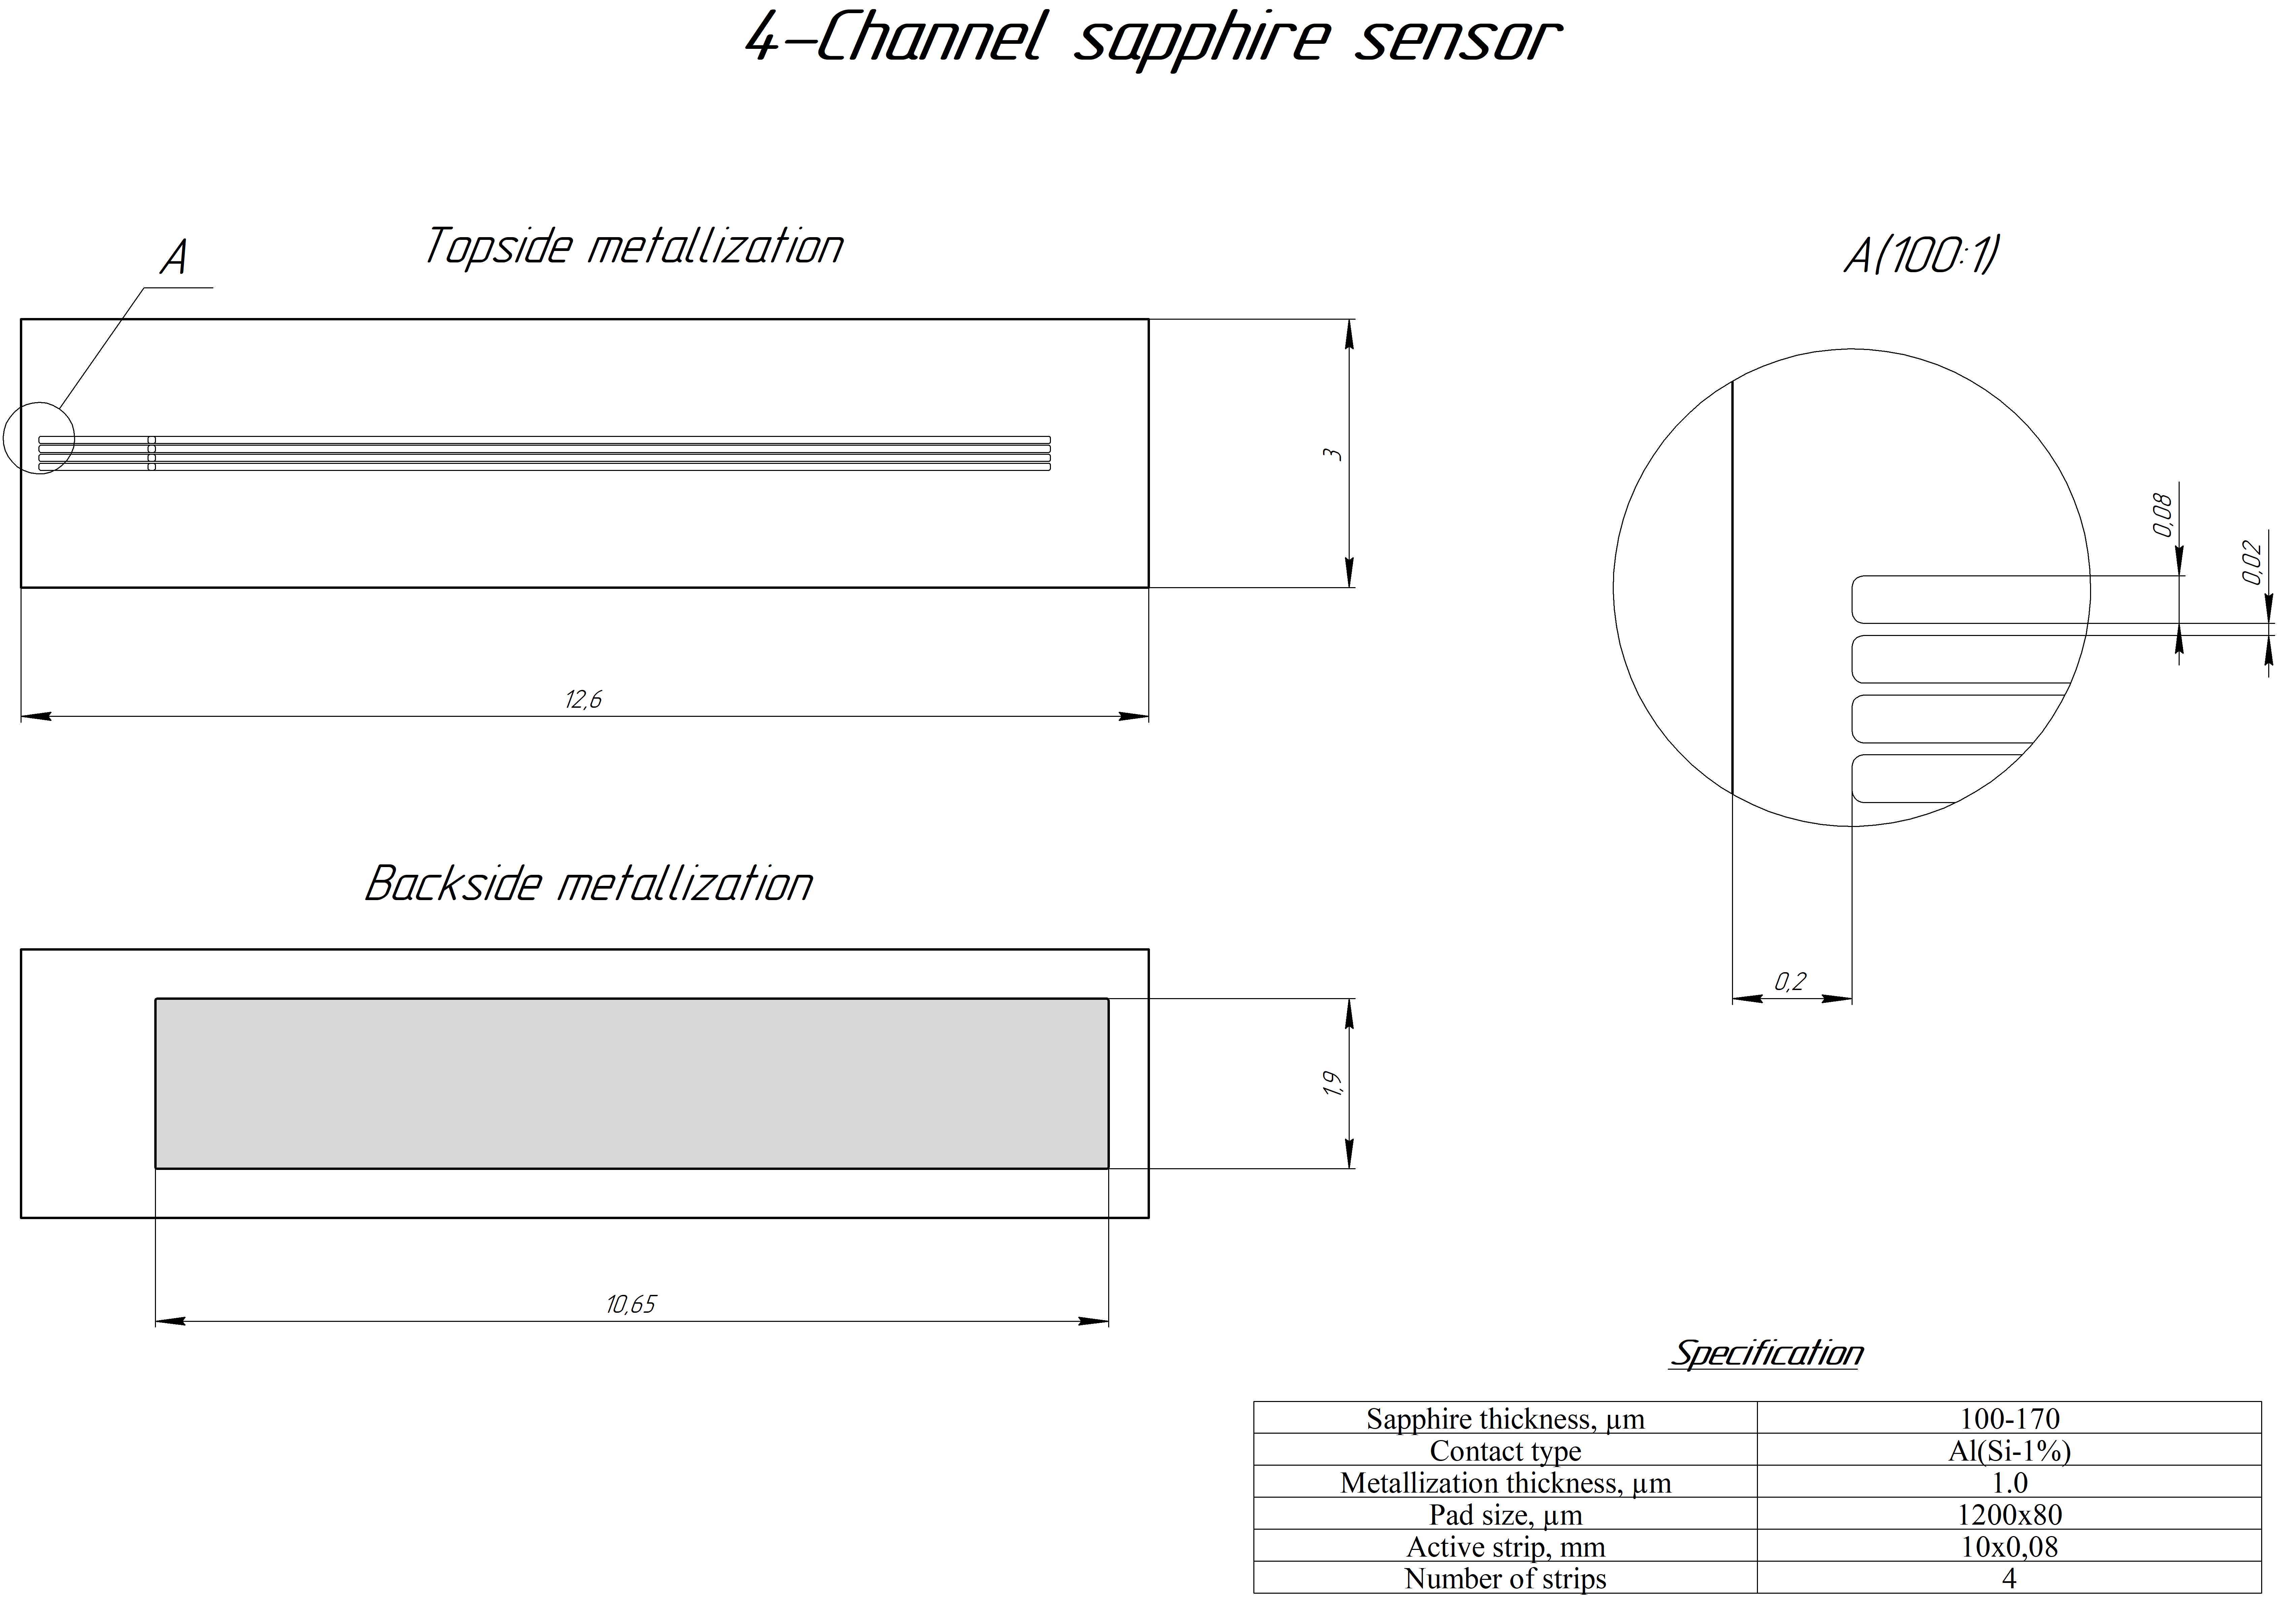 4-Channel sapphire sensor
Topside metallization
A
A(100:1)
3
0,08
0,02
12,6
Backside metallization
0,2
1,9
10,65
Specification
Sapphire thickness, µm 100-170
Contact type Al(Si-1%)
Metallization thickness, µm 1.0
Pad size, µm 1200x80
Active strip, mm 10x0,08
Number of strips 4